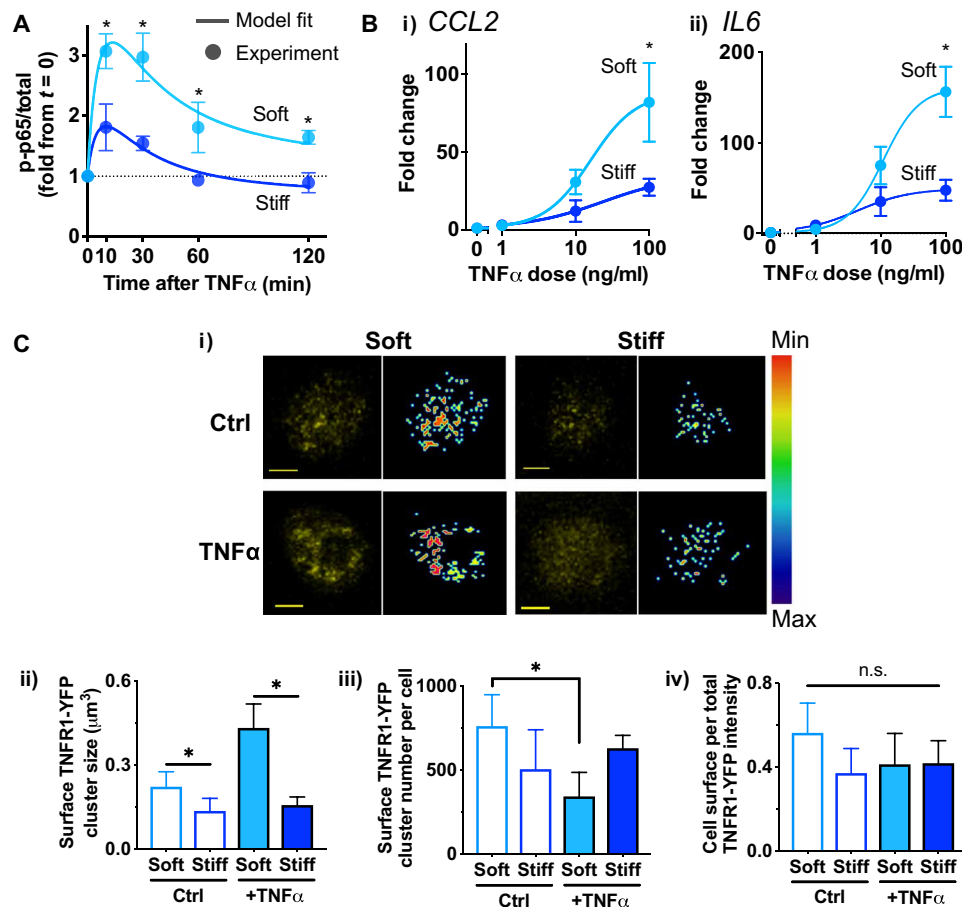 A
p-p65/total
(fold from t = 0)
3
2
1
0
Model fit
Experiment
* * * *
Soft
Stiff
0 10 30 60 120
Time after TNFα (min)
B
i) CCL2
Fold change
100
50
0
Soft
Stiff
*
0 1 10 100
TNFα dose (ng/ml)
ii) IL6
Fold change
200
100
0
Soft
Stiff
*
0 1 10 100
TNFα dose (ng/ml)
C
i)
Soft Stiff
Ctrl
TNFα
Min
Max
ii)
Surface TNFR1-YFP
cluster size (μm³)
0.6
0.3
0.0
* *
Soft Stiff Soft Stiff
Ctrl +TNFα
iii)
Surface TNFR1-YFP
cluster number per cell
1000
500
0
*
Soft Stiff Soft Stiff
Ctrl +TNFα
iv)
Cell surface per total
TNFR1-YFP intensity
0.8
0.4
0.0
n.s.
Soft Stiff Soft Stiff
Ctrl +TNFα